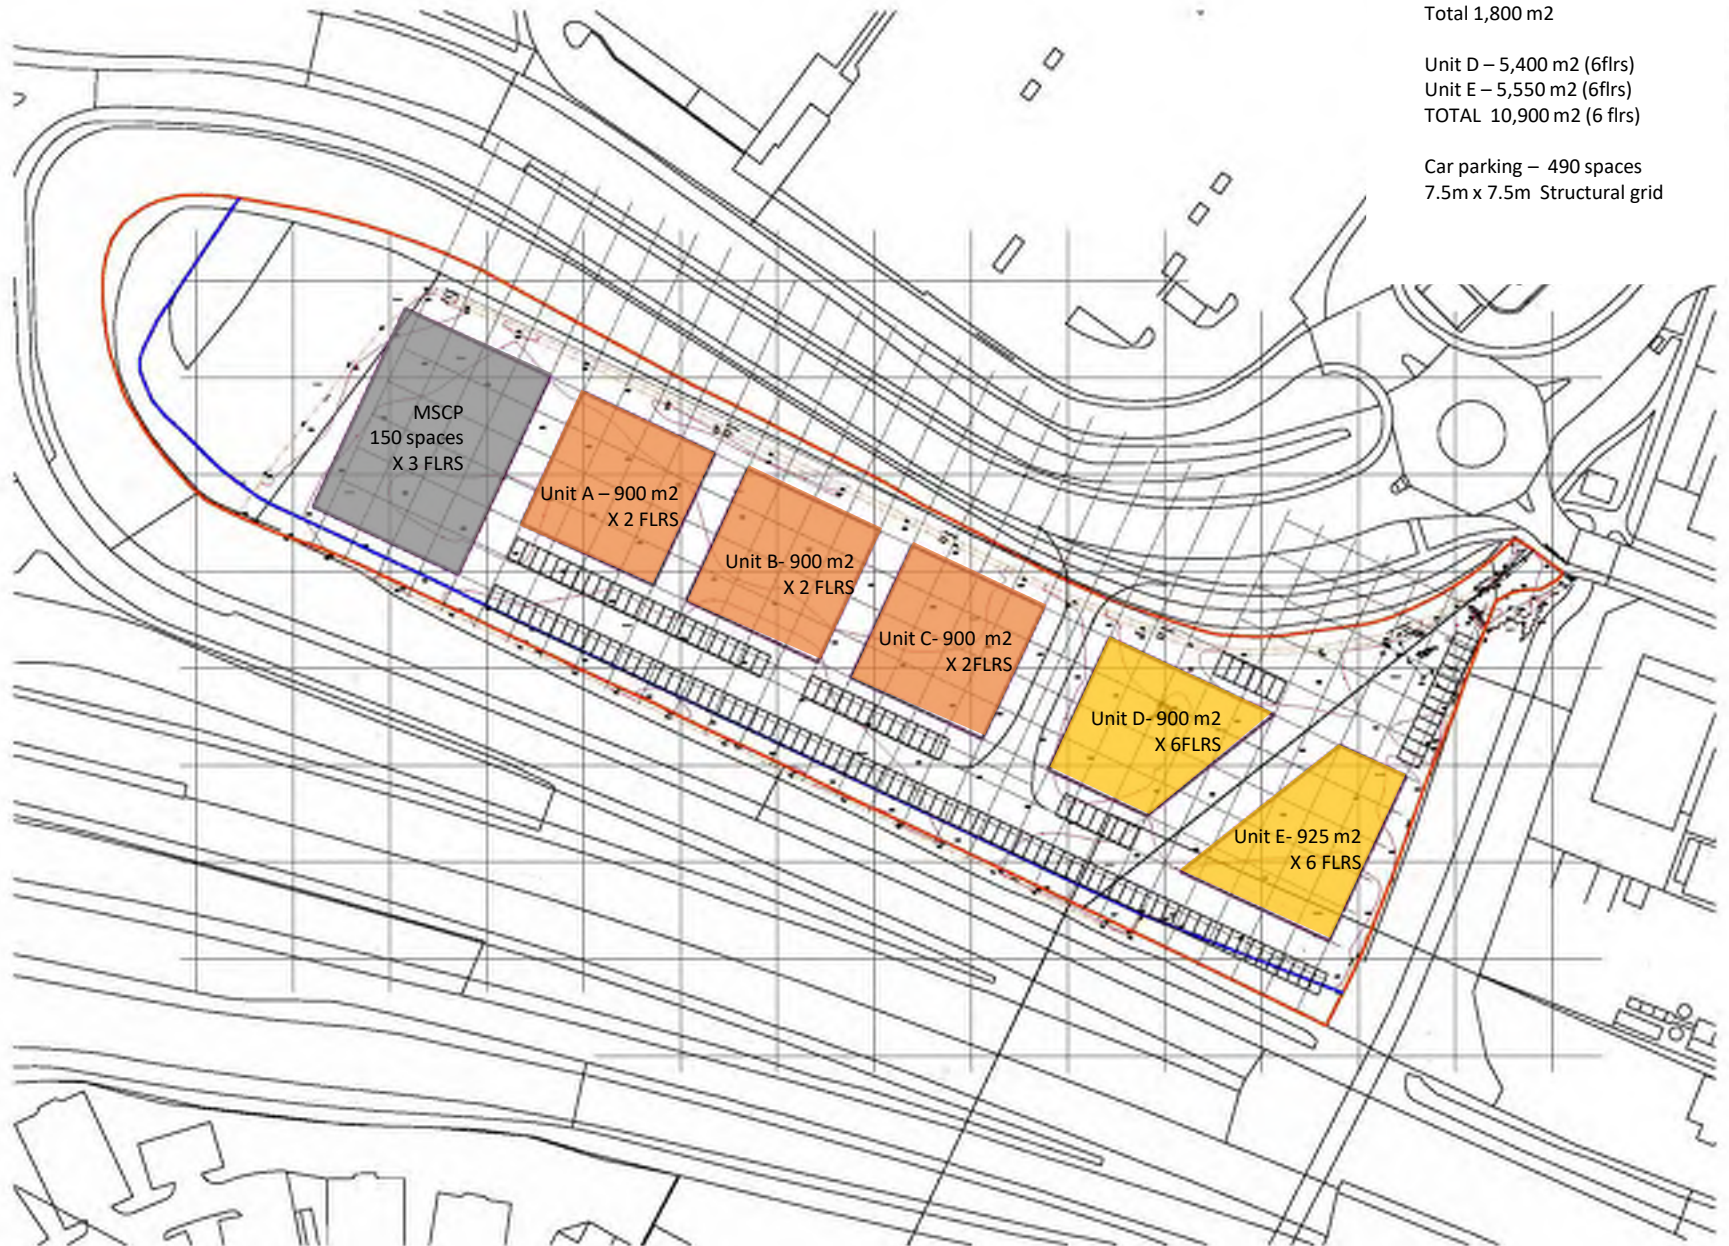 Total 1,800 m2
Unit D – 5,400 m2 (6flrs)
Unit E – 5,550 m2 (6flrs)
TOTAL 10,900 m2 (6 flrs)
Car parking – 490 spaces
7.5m x 7.5m Structural grid
MSCP
150 spaces
X 3 FLRS
Unit A – 900 m2
X 2 FLRS
Unit B- 900 m2
X 2 FLRS
Unit C- 900 m2
X 2FLRS
Unit D- 900 m2
X 6FLRS
Unit E- 925 m2
X 6 FLRS